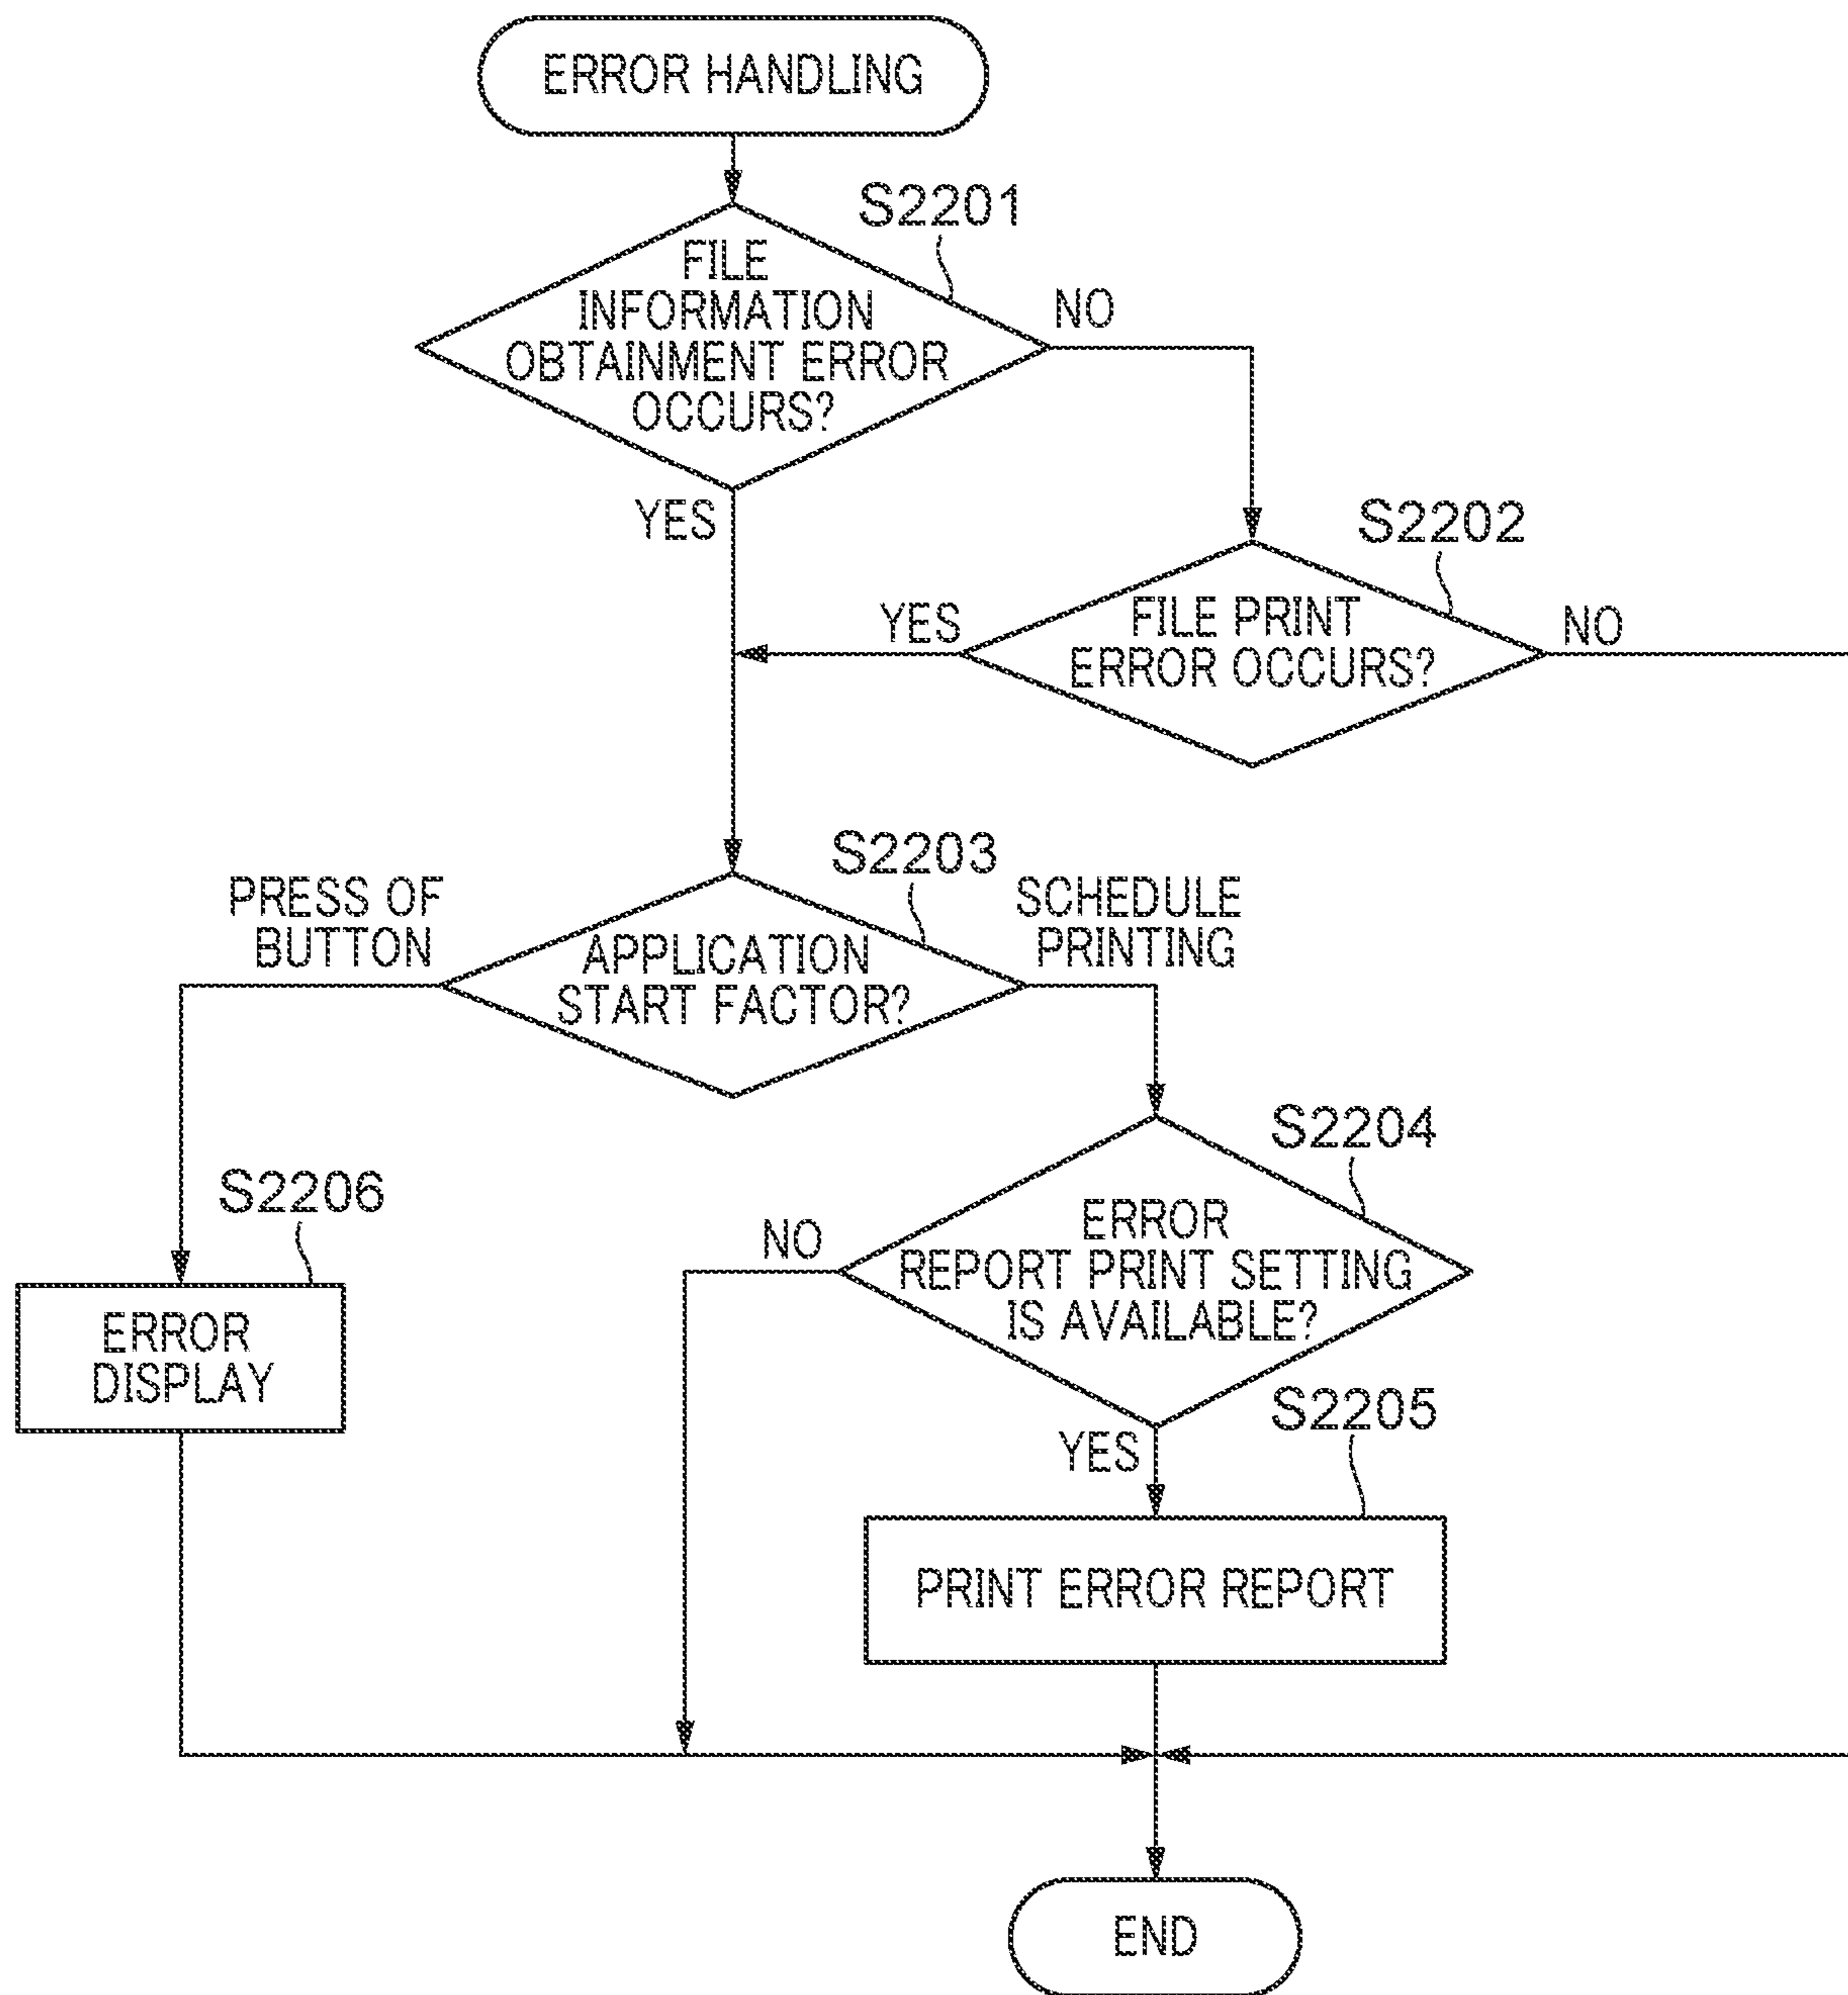 ERROR HANDLING
S2201
FILE
INFORMATION
OBTAINMENT ERROR
OCCURS?
NO
YES
S2202
FILE PRINT
ERROR OCCURS?
YES
NO
S2203
APPLICATION
START FACTOR?
PRESS OF
BUTTON
SCHEDULE
PRINTING
S2204
ERROR
REPORT PRINT SETTING
IS AVAILABLE?
NO
YES
S2206
ERROR
DISPLAY
S2205
PRINT ERROR REPORT
END